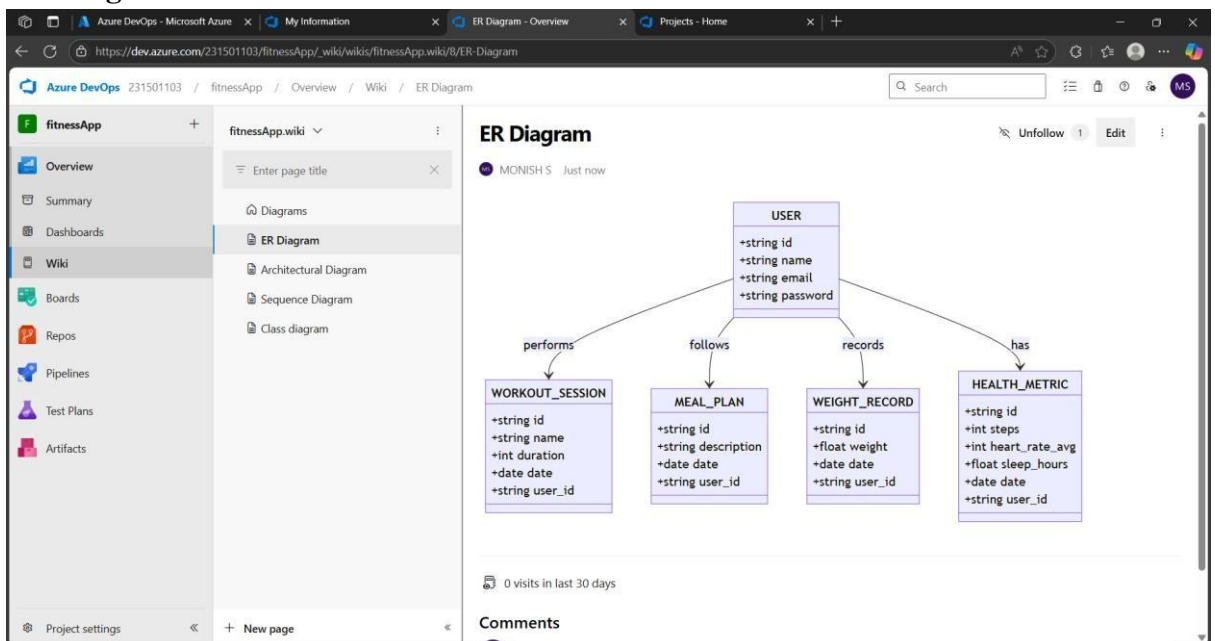 Azure DevOps - Microsoft Azure
My Information
ER Diagram - Overview
Projects - Home
https://dev.azure.com/231501103/fitnessApp/_wiki/wikis/fitnessApp.wiki/8/ER-Diagram
Azure DevOps 231501103 / fitnessApp / Overview / Wiki / ER Diagram
Search
MS
F fitnessApp
Overview
Summary
Dashboards
Wiki
Boards
Repos
Pipelines
Test Plans
Artifacts
Project settings
fitnessApp.wiki
Enter page title
Diagrams
ER Diagram
Architectural Diagram
Sequence Diagram
Class diagram
New page
ER Diagram
Unfollow 1 Edit
MS MONISH S Just now
USER
+string id
+string name
+string email
+string password
performs
follows
records
has
WORKOUT_SESSION
+string id
+string name
+int duration
+date date
+string user_id
MEAL_PLAN
+string id
+string description
+date date
+string user_id
WEIGHT_RECORD
+string id
+float weight
+date date
+string user_id
HEALTH_METRIC
+string id
+int steps
+int heart_rate_avg
+float sleep_hours
+date date
+string user_id
0 visits in last 30 days
Comments